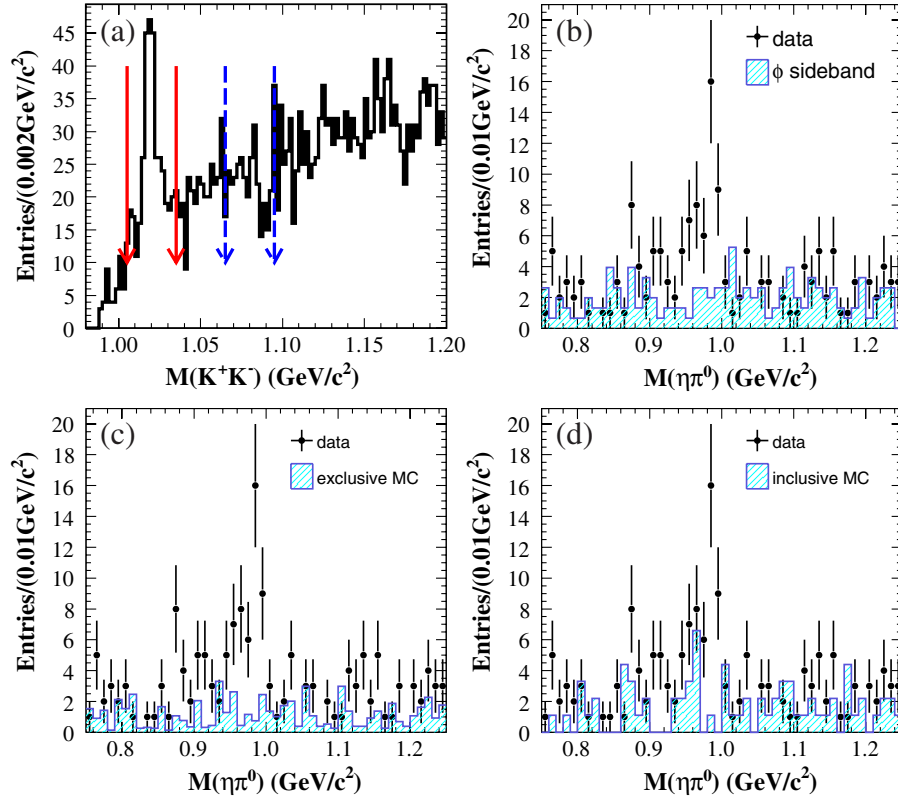 (a)
Entries/(0.002GeV/c²)
45
40
35
30
25
20
15
10
5
0
1.00 1.05 1.10 1.15 1.20
M(K⁺K⁻) (GeV/c²)
(b)
data
ϕ sideband
Entries/(0.01GeV/c²)
20
18
16
14
12
10
8
6
4
2
0
0.8 0.9 1.0 1.1 1.2
M(ηπ⁰) (GeV/c²)
(c)
data
exclusive MC
Entries/(0.01GeV/c²)
20
18
16
14
12
10
8
6
4
2
0
0.8 0.9 1.0 1.1 1.2
M(ηπ⁰) (GeV/c²)
(d)
data
inclusive MC
Entries/(0.01GeV/c²)
20
18
16
14
12
10
8
6
4
2
0
0.8 0.9 1.0 1.1 1.2
M(ηπ⁰) (GeV/c²)